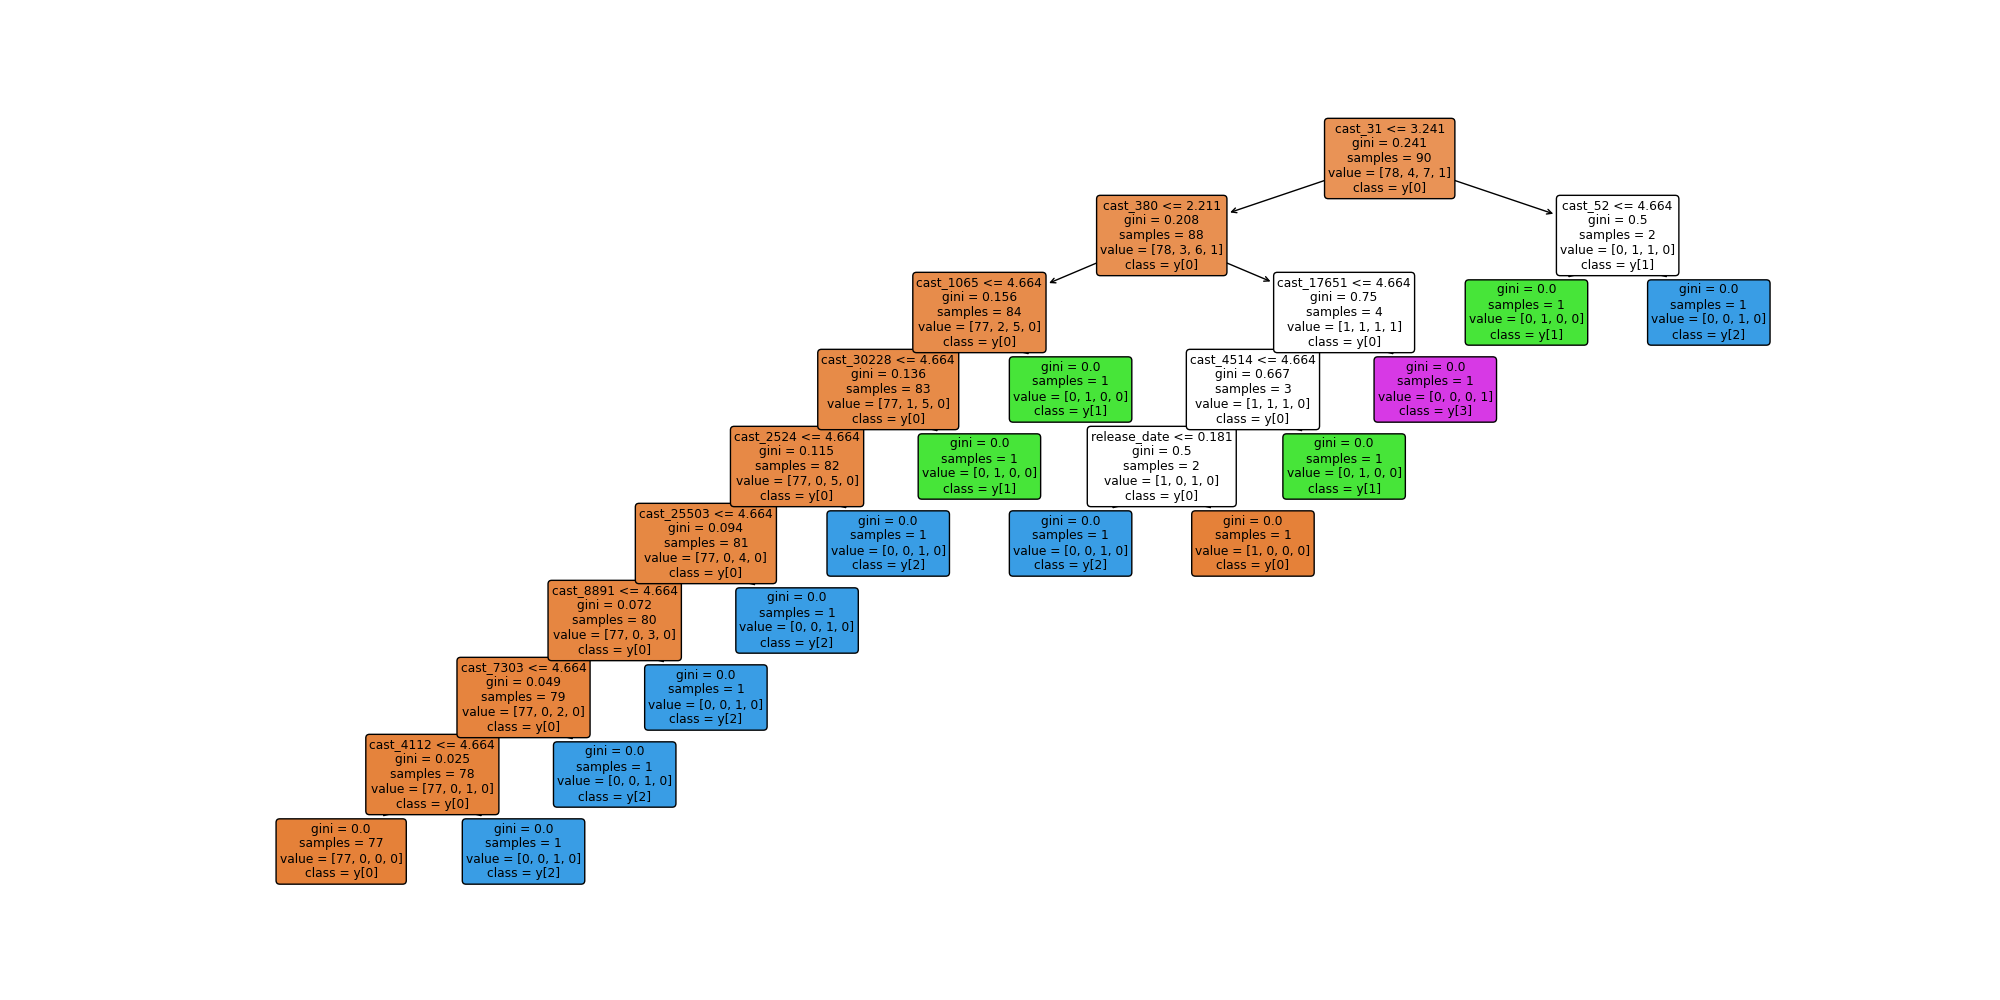 cast_31 <= 3.241
gini = 0.241
samples = 90
value = [78, 4, 7, 1]
class = y[0]
cast_380 <= 2.211
gini = 0.208
samples = 88
value = [78, 3, 6, 1]
class = y[0]
cast_52 <= 4.664
gini = 0.5
samples = 2
value = [0, 1, 1, 0]
class = y[1]
cast_1065 <= 4.664
gini = 0.156
samples = 84
value = [77, 2, 5, 0]
class = y[0]
cast_17651 <= 4.664
gini = 0.75
samples = 4
value = [1, 1, 1, 1]
class = y[0]
gini = 0.0
samples = 1
value = [0, 1, 0, 0]
class = y[1]
gini = 0.0
samples = 1
value = [0, 0, 1, 0]
class = y[2]
cast_30228 <= 4.664
gini = 0.136
samples = 83
value = [77, 1, 5, 0]
class = y[0]
gini = 0.0
samples = 1
value = [0, 1, 0, 0]
class = y[1]
cast_4514 <= 4.664
gini = 0.667
samples = 3
value = [1, 1, 1, 0]
class = y[0]
gini = 0.0
samples = 1
value = [0, 0, 0, 1]
class = y[3]
cast_2524 <= 4.664
gini = 0.115
samples = 82
value = [77, 0, 5, 0]
class = y[0]
gini = 0.0
samples = 1
value = [0, 1, 0, 0]
class = y[1]
release_date <= 0.181
gini = 0.5
samples = 2
value = [1, 0, 1, 0]
class = y[0]
gini = 0.0
samples = 1
value = [0, 1, 0, 0]
class = y[1]
cast_25503 <= 4.664
gini = 0.094
samples = 81
value = [77, 0, 4, 0]
class = y[0]
gini = 0.0
samples = 1
value = [0, 0, 1, 0]
class = y[2]
gini = 0.0
samples = 1
value = [0, 0, 1, 0]
class = y[2]
gini = 0.0
samples = 1
value = [1, 0, 0, 0]
class = y[0]
cast_8891 <= 4.664
gini = 0.072
samples = 80
value = [77, 0, 3, 0]
class = y[0]
gini = 0.0
samples = 1
value = [0, 0, 1, 0]
class = y[2]
cast_7303 <= 4.664
gini = 0.049
samples = 79
value = [77, 0, 2, 0]
class = y[0]
gini = 0.0
samples = 1
value = [0, 0, 1, 0]
class = y[2]
cast_4112 <= 4.664
gini = 0.025
samples = 78
value = [77, 0, 1, 0]
class = y[0]
gini = 0.0
samples = 1
value = [0, 0, 1, 0]
class = y[2]
gini = 0.0
samples = 77
value = [77, 0, 0, 0]
class = y[0]
gini = 0.0
samples = 1
value = [0, 0, 1, 0]
class = y[2]